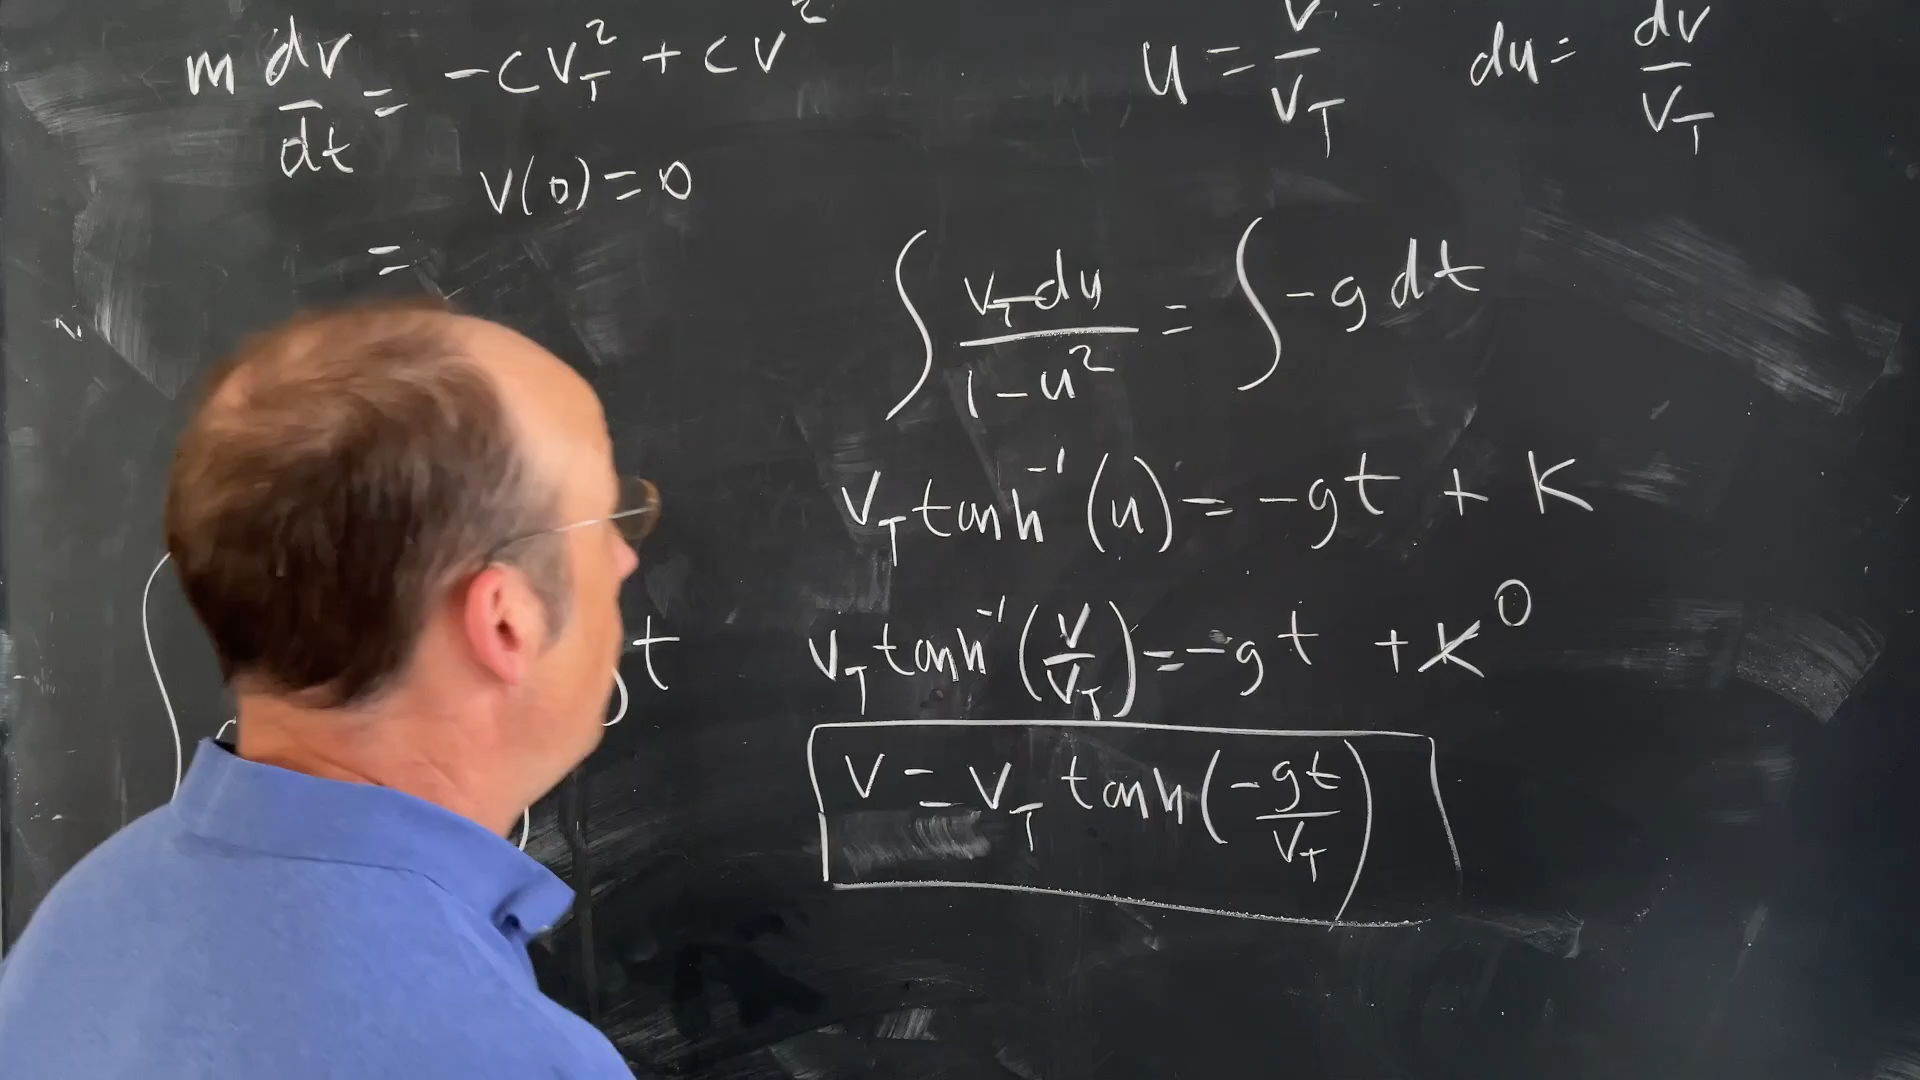 m dv/dt = -cv_T^2 + cv^2
v(0) = 0
=
t
u = v/v_T du = dv/v_T
∫ v_T du / 1-u^2 = ∫ -g dt
v_T tanh^-1 (u) = -gt + K
v_T tanh^-1 (v/v_T) = -gt + K 0
v = v_T tanh(-gt/v_T)